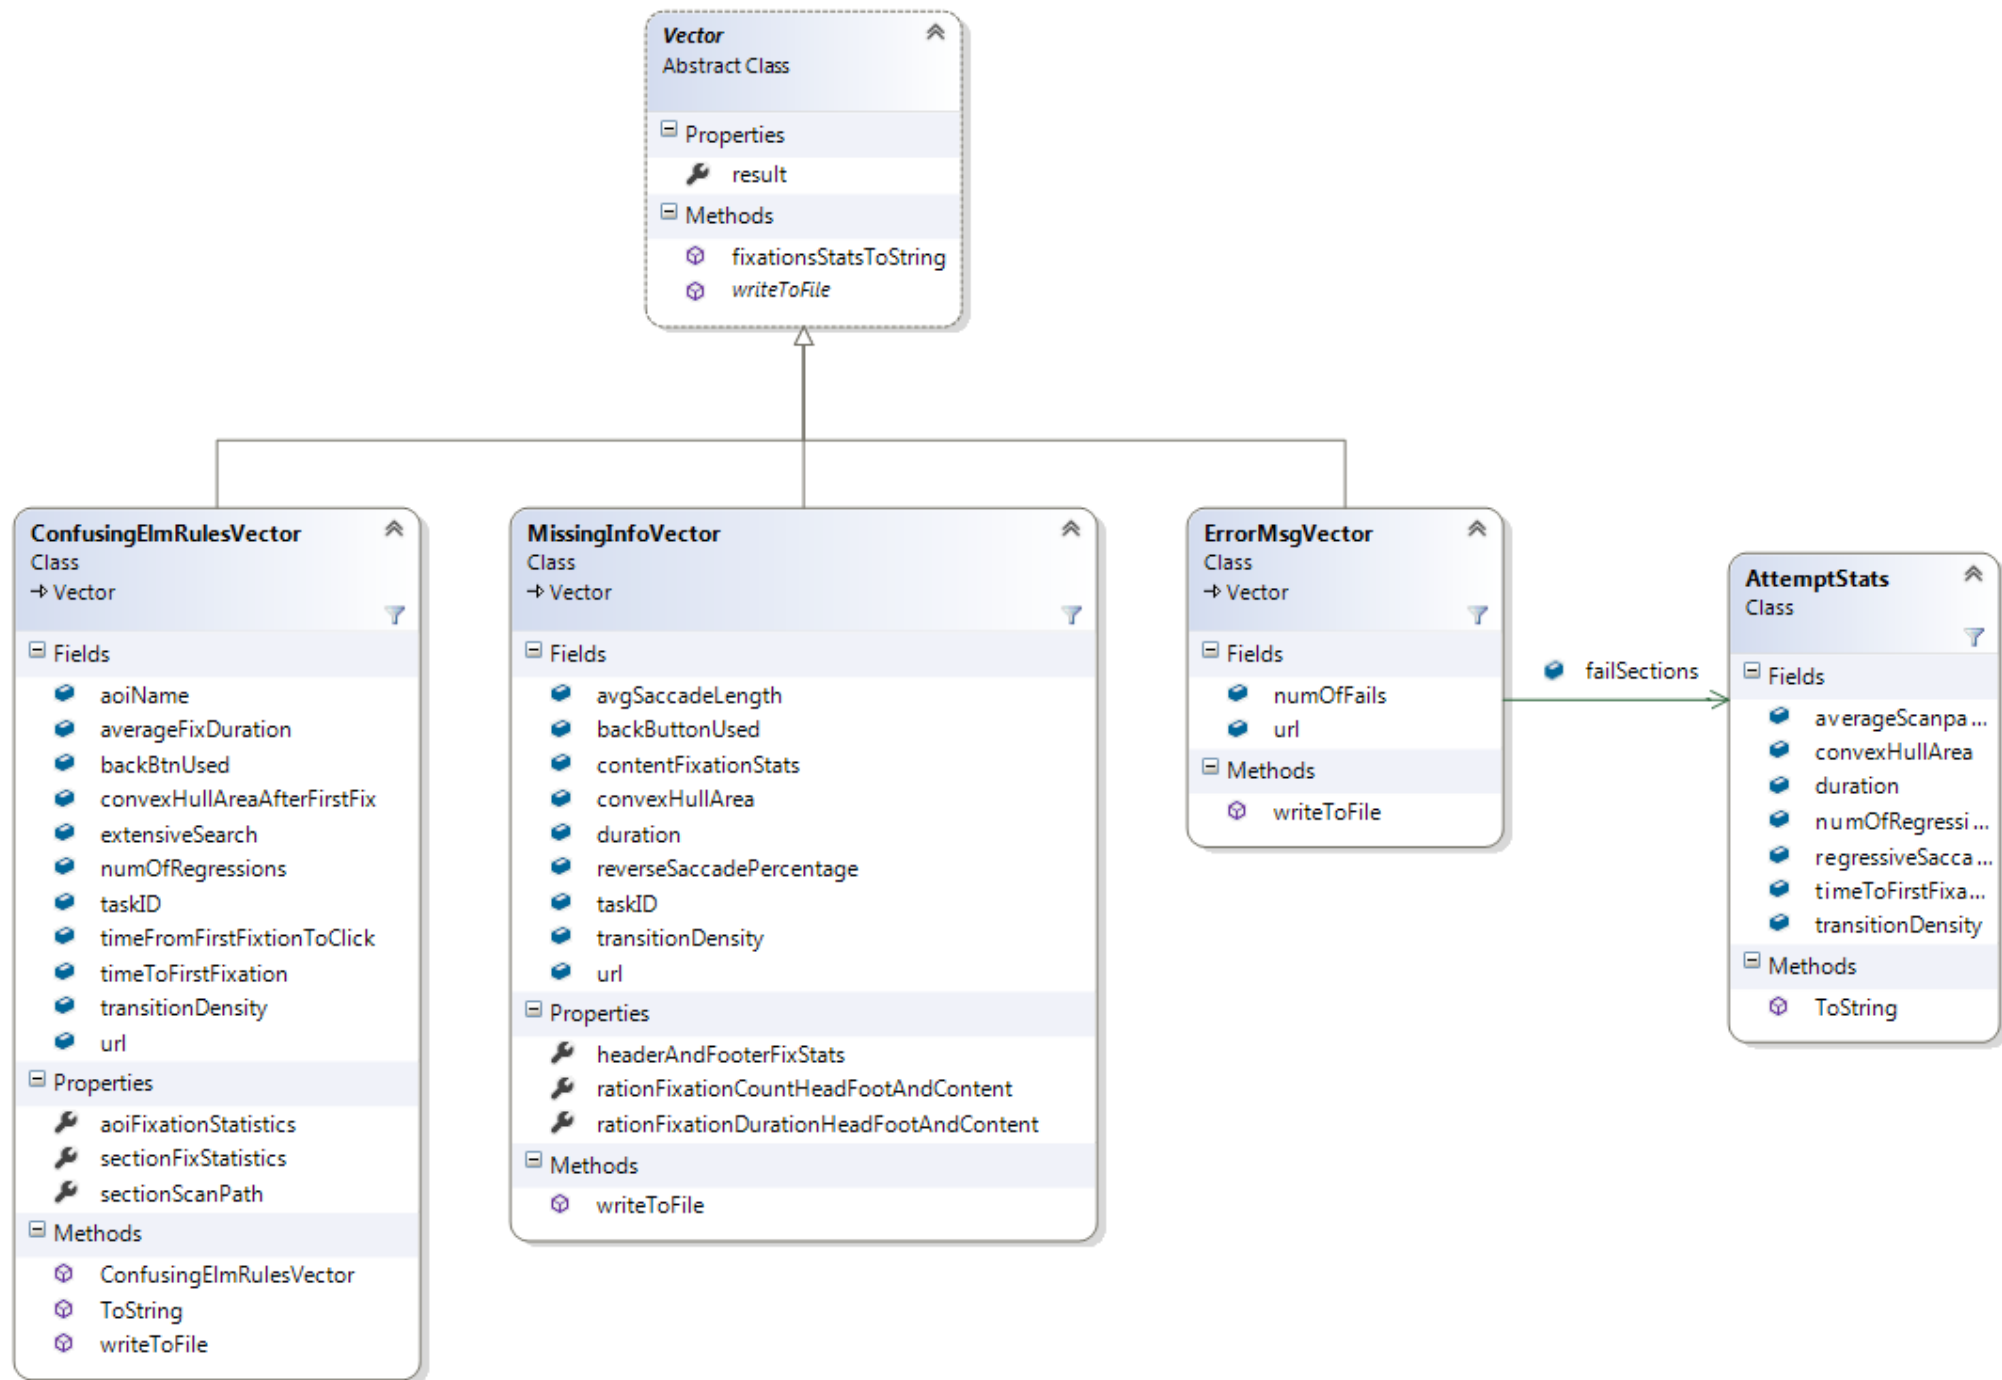 Vector
Abstract Class
Properties
result
Methods
fixationsStatsToString
writeToFile
ConfusingElmRulesVector
Class
Vector
Fields
aoiName
averageFixDuration
backBtnUsed
convexHullAreaAfterFirstFix
extensiveSearch
numOfRegressions
taskID
timeFromFirstFixtionToClick
timeToFirstFixation
transitionDensity
url
Properties
aoiFixationStatistics
sectionFixStatistics
sectionScanPath
Methods
ConfusingElmRulesVector
ToString
writeToFile
MissingInfoVector
Class
Vector
Fields
avgSaccadeLength
backButtonUsed
contentFixationStats
convexHullArea
duration
reverseSaccadePercentage
taskID
transitionDensity
url
Properties
headerAndFooterFixStats
rationFixationCountHeadFootAndContent
rationFixationDurationHeadFootAndContent
Methods
writeToFile
ErrorMsgVector
Class
Vector
Fields
numOfFails
url
Methods
writeToFile
failSections
AttemptStats
Class
Fields
averageScanpa...
convexHullArea
duration
numOfRegressi...
regressiveSacca...
timeToFirstFixa...
transitionDensity
Methods
ToString